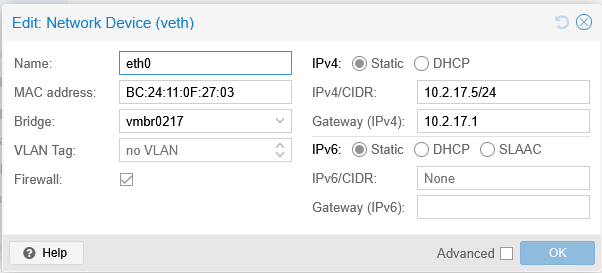 Edit: Network Device (veth)
Name: eth0
MAC address: BC:24:11:0F:27:03
Bridge: vmbr0217
VLAN Tag: no VLAN
Firewall:
IPv4: Static DHCP
IPv4/CIDR: 10.2.17.5/24
Gateway (IPv4): 10.2.17.1
IPv6: Static DHCP SLAAC
IPv6/CIDR: None
Gateway (IPv6):
Help
Advanced
OK